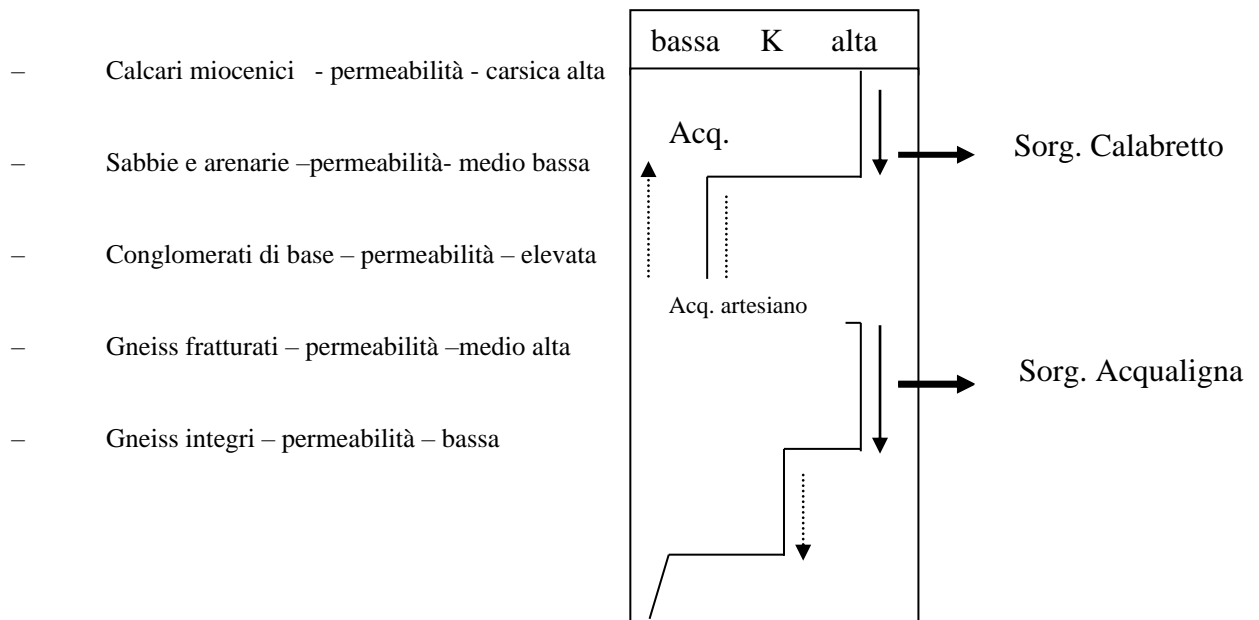 bassa K alta
– Calcari miocenici - permeabilità - carsica alta
Acq.
Sorg. Calabretto
– Sabbie e arenarie –permeabilità- medio bassa
– Conglomerati di base – permeabilità – elevata
Acq. artesiano
– Gneiss fratturati – permeabilità –medio alta
Sorg. Acqualigna
– Gneiss integri – permeabilità – bassa